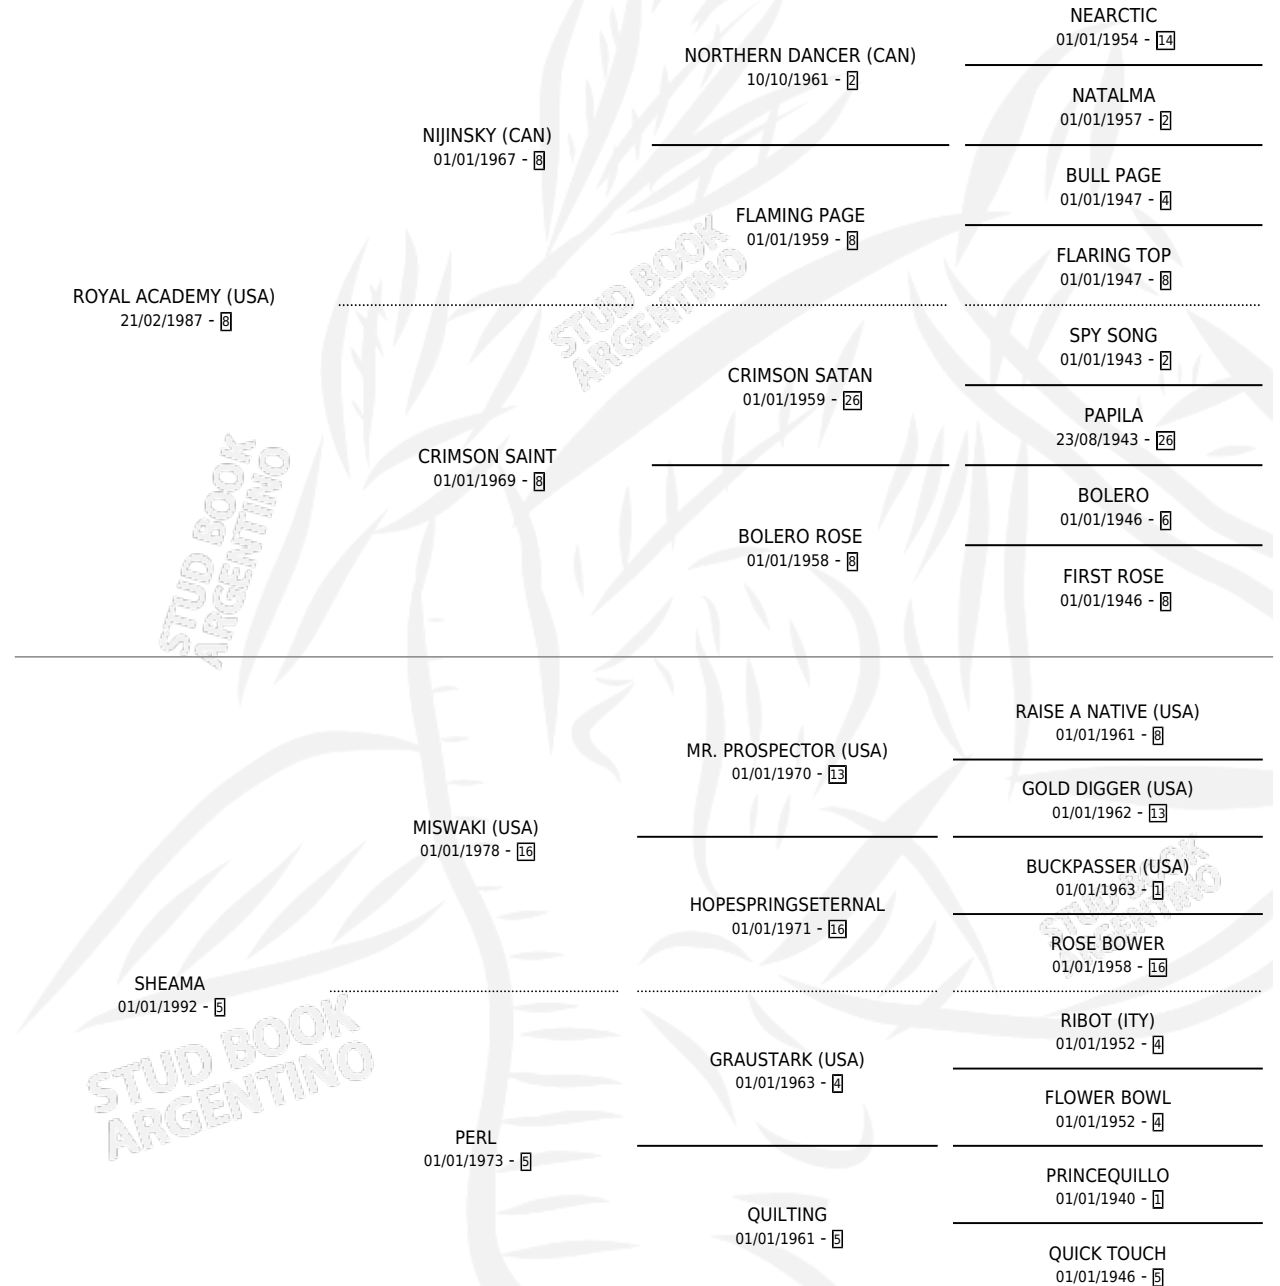 NEARCTIC
01/01/1954 - 14
NORTHERN DANCER (CAN)
10/10/1961 - 2
NATALMA
01/01/1957 - 2
NIJINSKY (CAN)
01/01/1967 - 8
BULL PAGE
01/01/1947 - 4
FLAMING PAGE
01/01/1959 - 8
FLARING TOP
01/01/1947 - 8
ROYAL ACADEMY (USA)
21/02/1987 - 8
STUD BOOK
ARGENTINO
SPY SONG
01/01/1943 - 2
CRIMSON SATAN
01/01/1959 - 26
PAPILA
23/08/1943 - 26
CRIMSON SAINT
01/01/1969 - 8
BOLERO
01/01/1946 - 6
BOLERO ROSE
01/01/1958 - 8
FIRST ROSE
01/01/1946 - 8
STUD BOOK
ARGENTINO
RAISE A NATIVE (USA)
01/01/1961 - 8
MR. PROSPECTOR (USA)
01/01/1970 - 13
GOLD DIGGER (USA)
01/01/1962 - 13
MISWAKI (USA)
01/01/1978 - 16
BUCKPASSER (USA)
01/01/1963 - 1
HOPESPRINGSETERNAL
01/01/1971 - 16
STUD BOOK
ARGENTINO
ROSE BOWER
01/01/1958 - 16
SHEAMA
01/01/1992 - 5
STUD BOOK
ARGENTINO
RIBOT (ITY)
01/01/1952 - 4
GRAUSTARK (USA)
01/01/1963 - 4
FLOWER BOWL
01/01/1952 - 4
PERL
01/01/1973 - 5
PRINCEQUILLO
01/01/1940 - 1
QUILTING
01/01/1961 - 5
QUICK TOUCH
01/01/1946 - 5